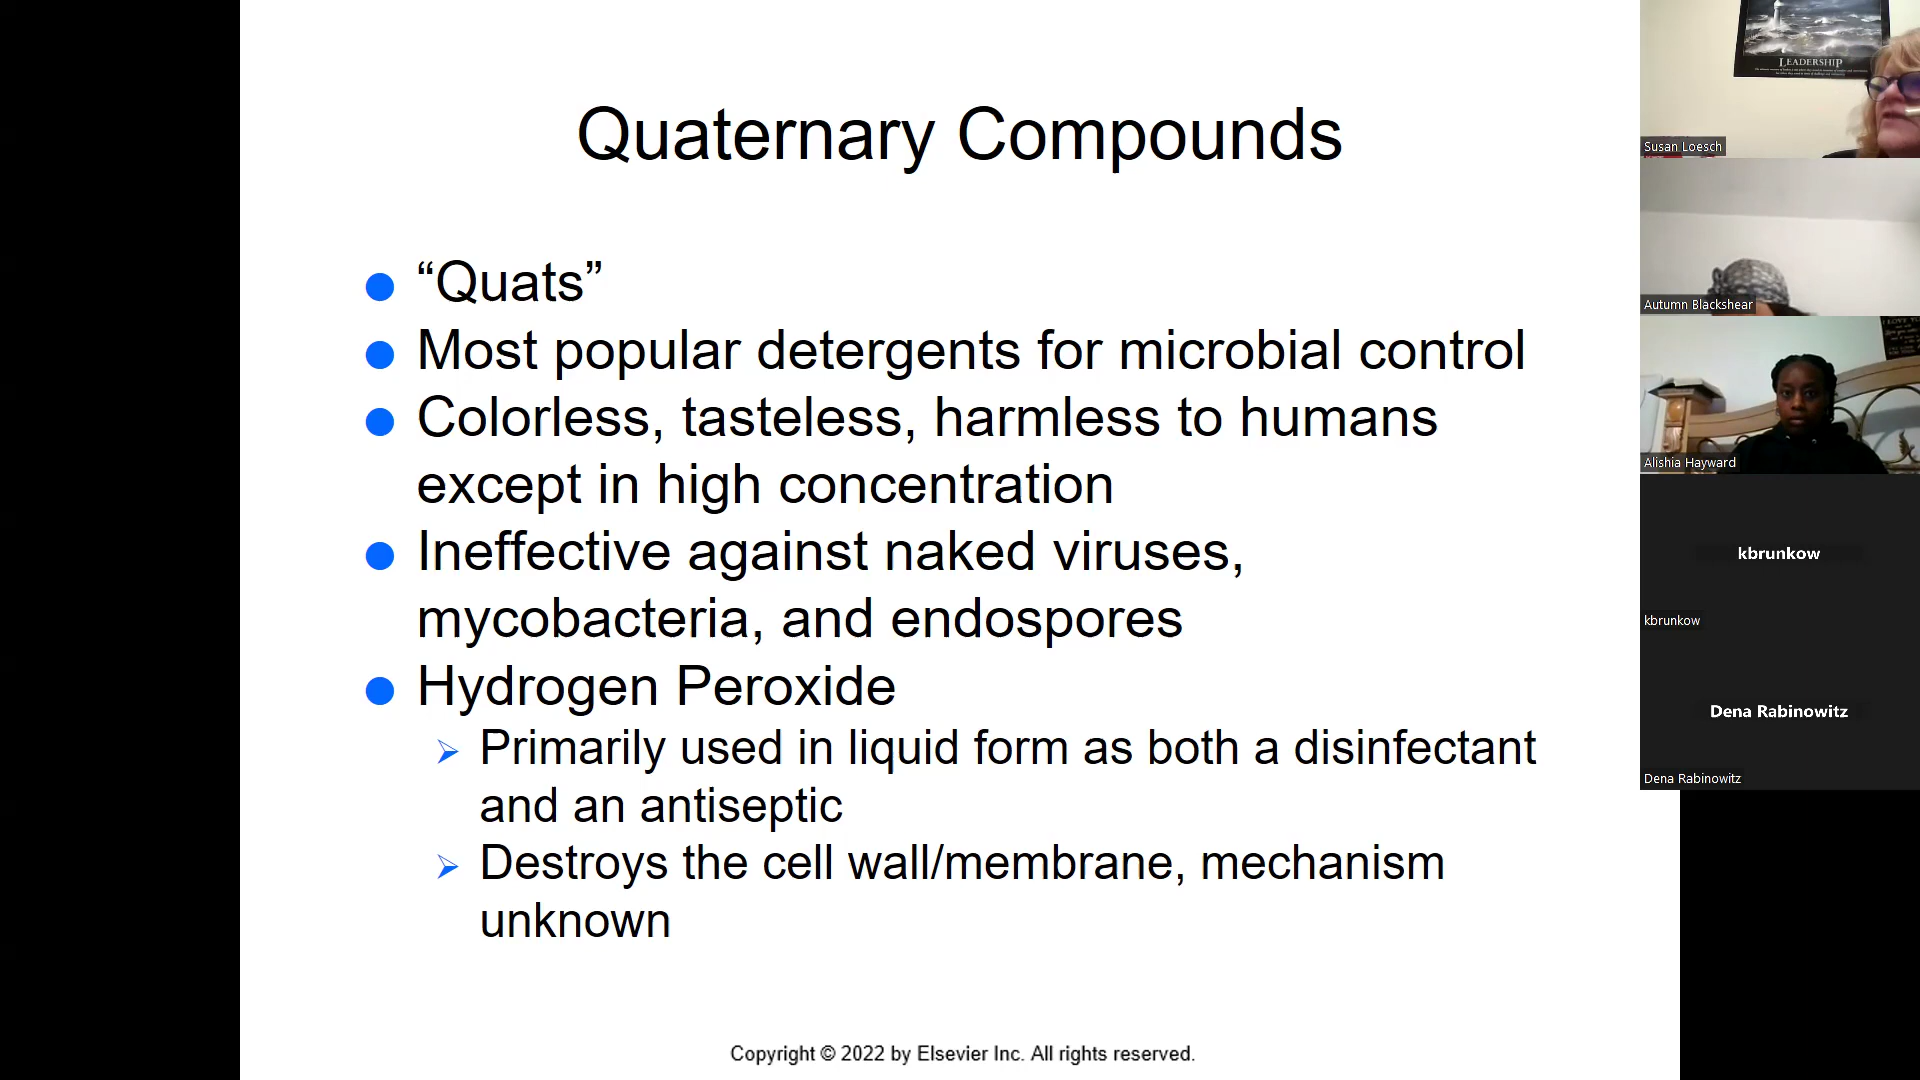 Quaternary Compounds
“Quats”
Most popular detergents for microbial control
Colorless, tasteless, harmless to humans
except in high concentration
Ineffective against naked viruses,
mycobacteria, and endospores
Hydrogen Peroxide
Primarily used in liquid form as both a disinfectant
and an antiseptic
Destroys the cell wall/membrane, mechanism
unknown
Copyright © 2022 by Elsevier Inc. All rights reserved.
LEADERSHIP
Susan Loesch
Autumn Blackshear
Alishia Hayward
kbrunkow
kbrunkow
Dena Rabinowitz
Dena Rabinowitz